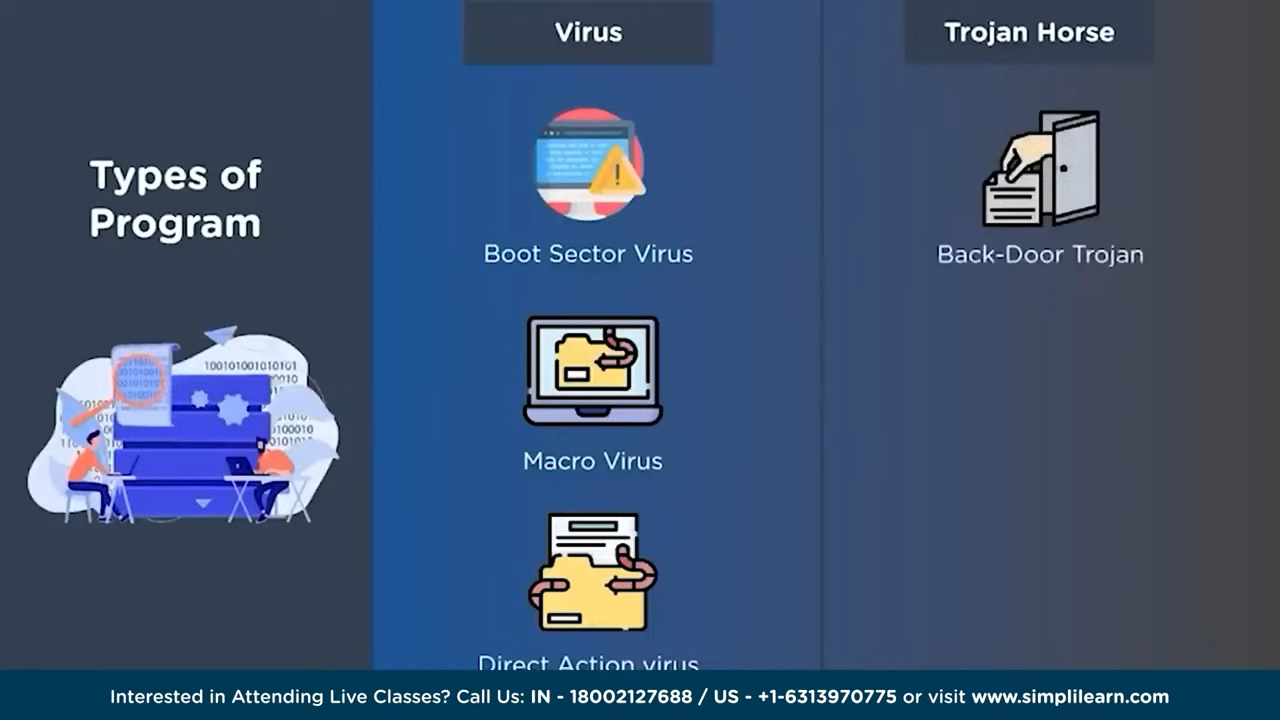 Types of
Program
Virus
Boot Sector Virus
Macro Virus
Direct Action virus
Trojan Horse
Back-Door Trojan
100101001010101
Interested in Attending Live Classes? Call Us: IN - 18002127688 / US - +1-6313970775 or visit www.simplilearn.com